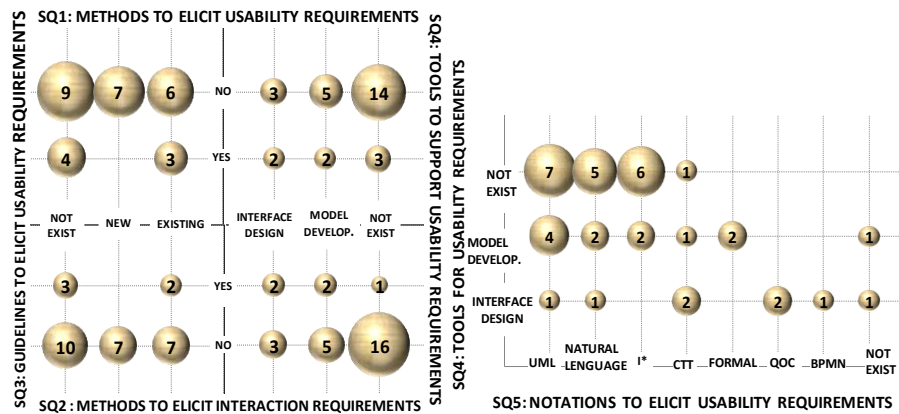 SQ1: METHODS TO ELICIT USABILITY REQUIREMENTS
SQ3: GUIDELINES TO ELICIT USABILITY REQUIREMENTS
SQ4: TOOLS TO SUPPORT USABILITY REQUIREMENTS
9 7 6 NO 3 5 14
4 3 YES 2 2 3
NOT EXIST NEW EXISTING INTERFACE DESIGN MODEL DEVELOP. NOT EXIST
3 2 YES 2 2 1
10 7 7 NO 3 5 16
SQ2: METHODS TO ELICIT INTERACTION REQUIREMENTS
SQ4: TOOLS FOR USABILITY REQUIREMENTS
NOT EXIST 7 5 6 1
MODEL DEVELOP. 4 2 2 1 2 1
INTERFACE DESIGN 1 1 2 2 1 1
UML NATURAL LENGUAGE I* CTT FORMAL QOC BPMN NOT EXIST
SQ5: NOTATIONS TO ELICIT USABILITY REQUIREMENTS